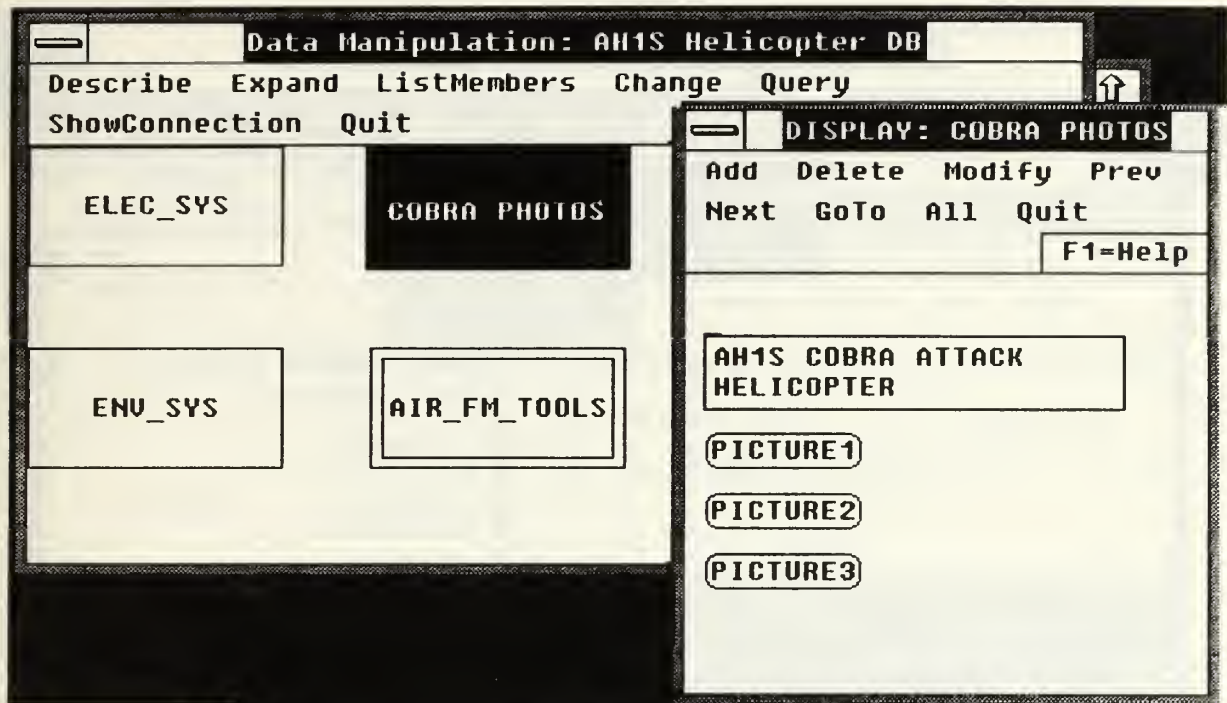 Data Manipulation: AH1S Helicopter DB
Describe Expand ListMembers Change Query
ShowConnection Quit
ELEC_SYS
COBRA PHOTOS
ENV_SYS
AIR_FM_TOOLS
DISPLAY: COBRA PHOTOS
Add Delete Modify Prev
Next GoTo All Quit
F1=Help
AH1S COBRA ATTACK
HELICOPTER
PICTURE1
PICTURE2
PICTURE3